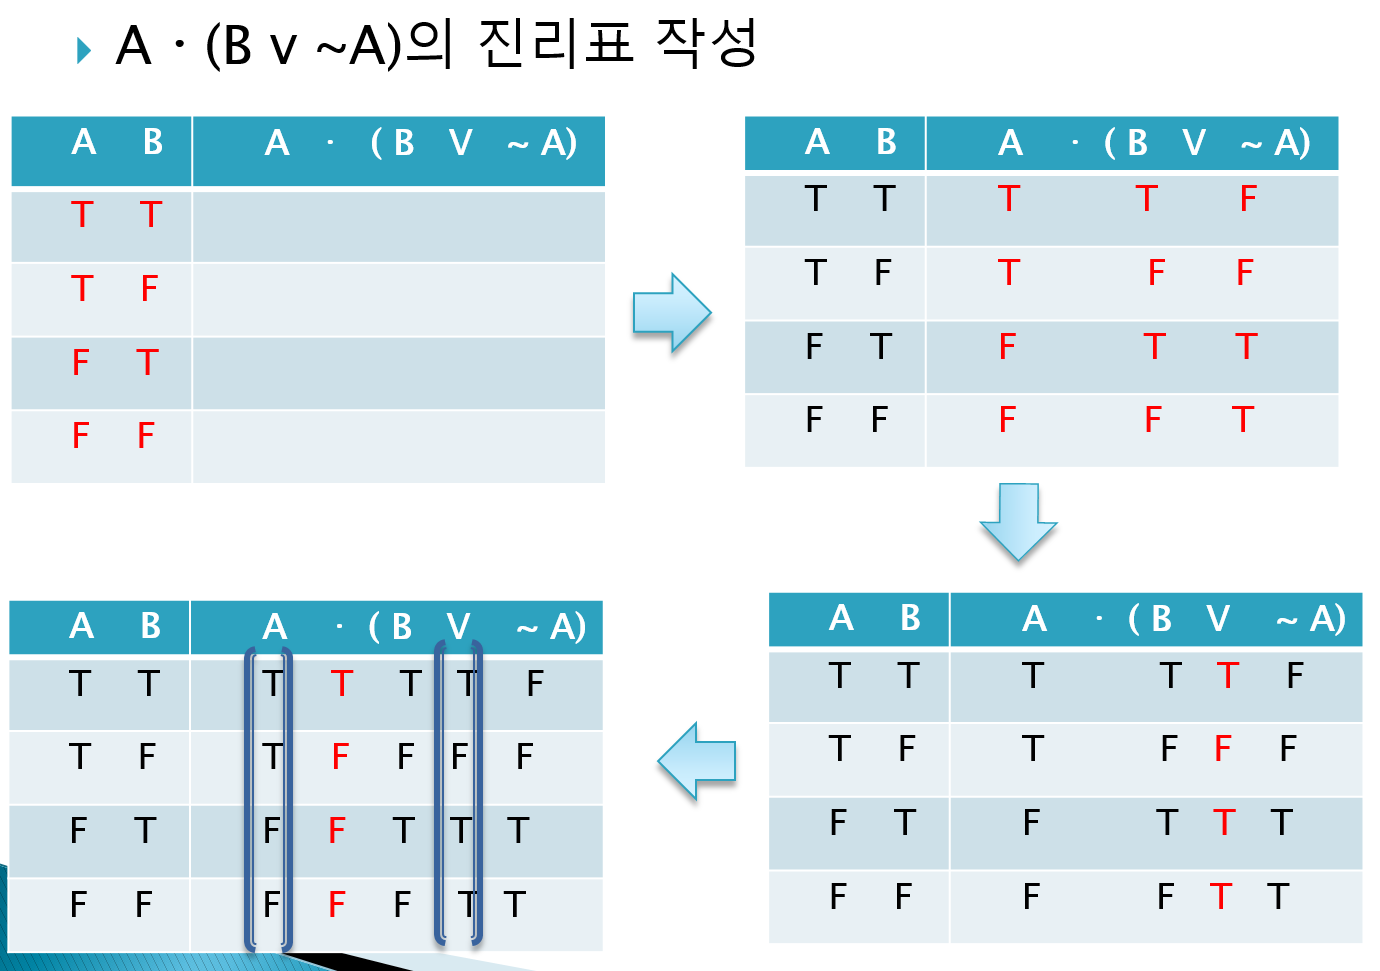 A · (B v ~A)의 진리표 작성
A B A · ( B V ~ A)
T T
T F
F T
F F
A B A · ( B V ~ A)
T T T T F
T F T F F
F T F T T
F F F F T
A B A · ( B V ~ A)
T T T T T F
T F T F F F
F T F T T T
F F F F T T
A B A · ( B V ~ A)
T T T T T T F
T F T F F F F
F T F F T T T
F F F F F T T